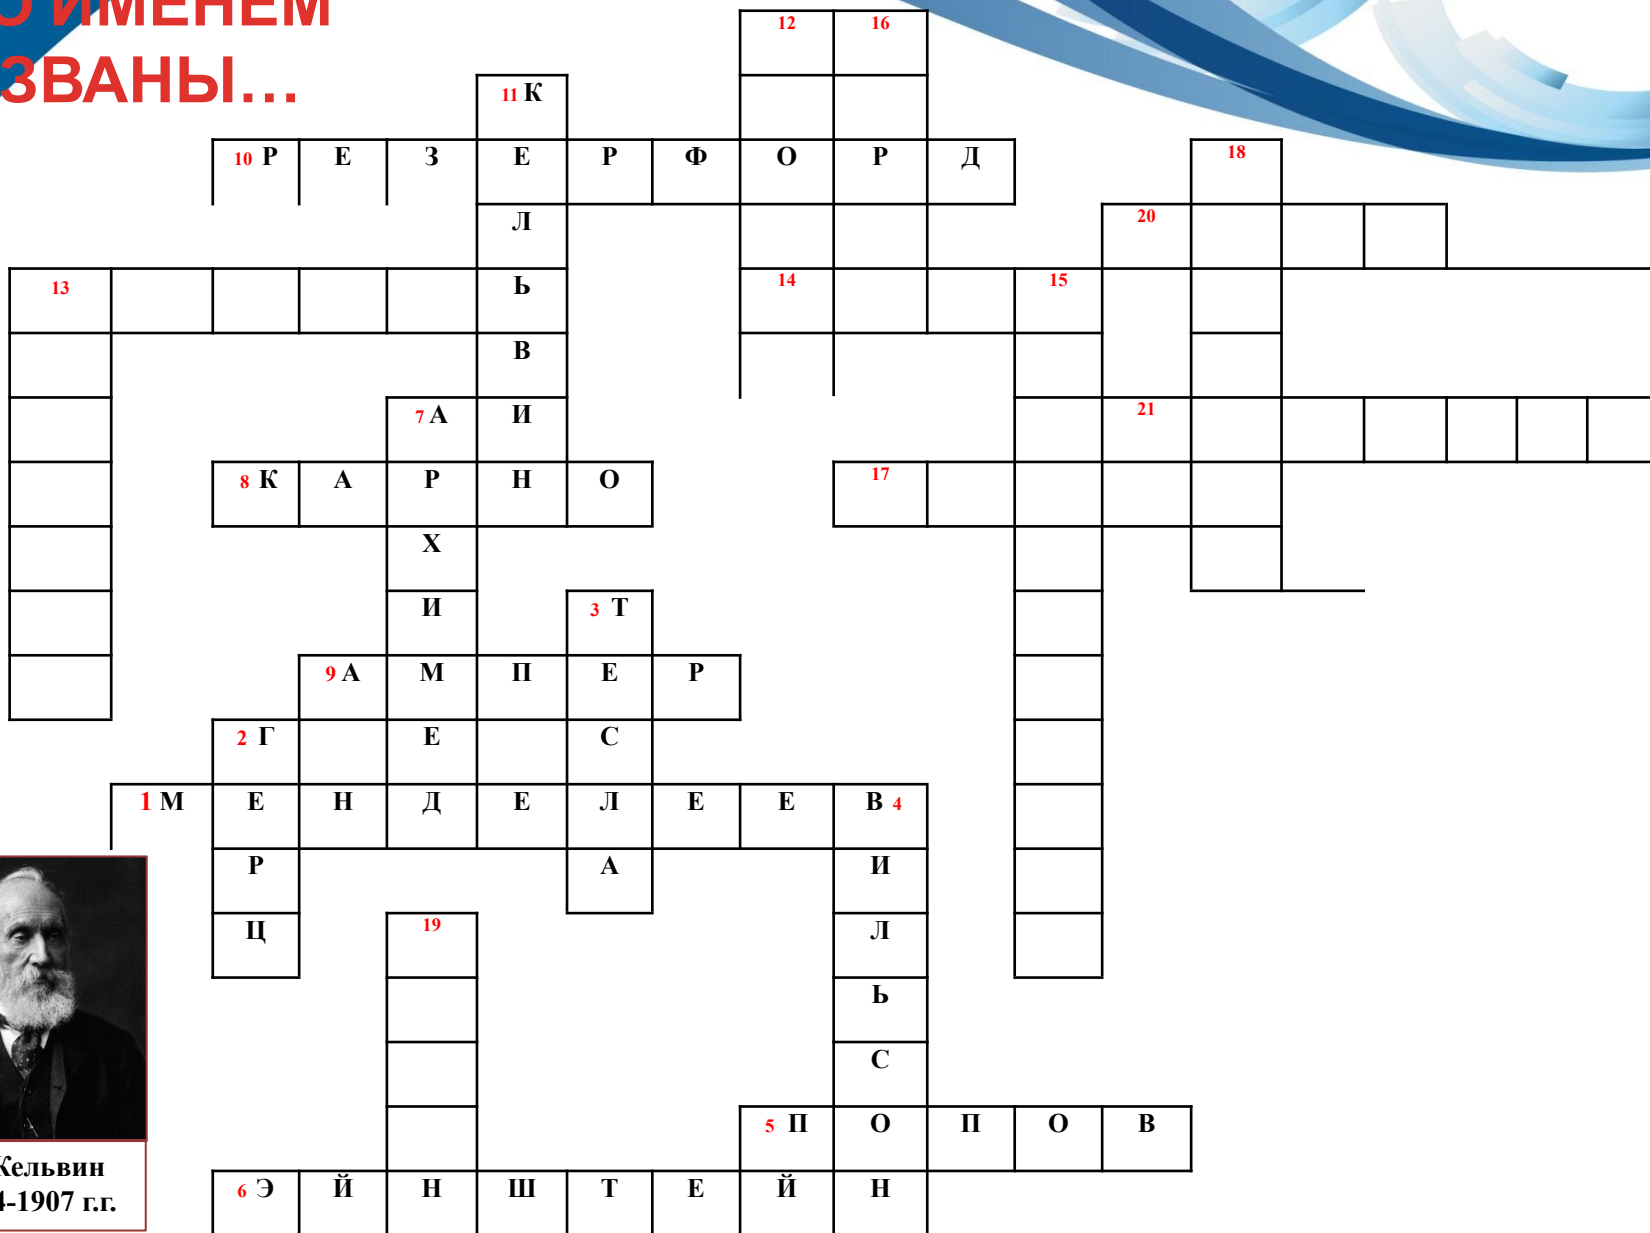 О ИМЕНЕМ
ЗВАНЫ...
12 16
11 К
10 Р Е З Е Р Ф О Р Д 18
Л 20
13 Ь 14 15
В
7 А И 21
8 К А Р Н О 17
Х
И 3 Т
9 А М П Е Р
2 Г Е С
1 М Е Н Д Е Л Е Е В 4
Р А И
Ц 19 Л
Ь
С
5 П О П О В
6 Э Й Н Ш Т Е Й Н
Кельвин
4-1907 г.г.